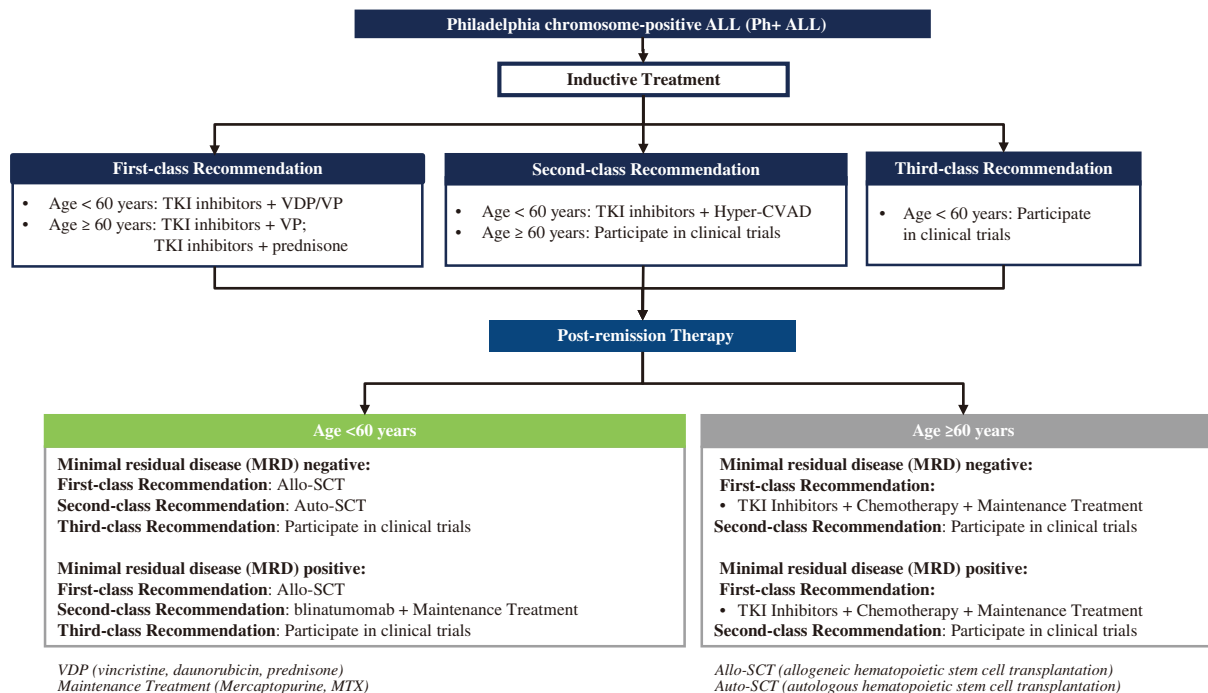 Philadelphia chromosome-positive ALL (Ph+ ALL)
Inductive Treatment
First-class Recommendation
• Age < 60 years: TKI inhibitors + VDP/VP
• Age ≥ 60 years: TKI inhibitors + VP;
TKI inhibitors + prednisone
Second-class Recommendation
• Age < 60 years: TKI inhibitors + Hyper-CVAD
• Age ≥ 60 years: Participate in clinical trials
Third-class Recommendation
• Age < 60 years: Participate
in clinical trials
Post-remission Therapy
Age <60 years
Minimal residual disease (MRD) negative:
First-class Recommendation: Allo-SCT
Second-class Recommendation: Auto-SCT
Third-class Recommendation: Participate in clinical trials
Minimal residual disease (MRD) positive:
First-class Recommendation: Allo-SCT
Second-class Recommendation: blinatumomab + Maintenance Treatment
Third-class Recommendation: Participate in clinical trials
Age ≥60 years
Minimal residual disease (MRD) negative:
First-class Recommendation:
• TKI Inhibitors + Chemotherapy + Maintenance Treatment
Second-class Recommendation: Participate in clinical trials
Minimal residual disease (MRD) positive:
First-class Recommendation:
• TKI Inhibitors + Chemotherapy + Maintenance Treatment
Second-class Recommendation: Participate in clinical trials
VDP (vincristine, daunorubicin, prednisone)
Maintenance Treatment (Mercaptopurine, MTX)
Allo-SCT (allogeneic hematopoietic stem cell transplantation)
Auto-SCT (autologous hematopoietic stem cell transplantation)